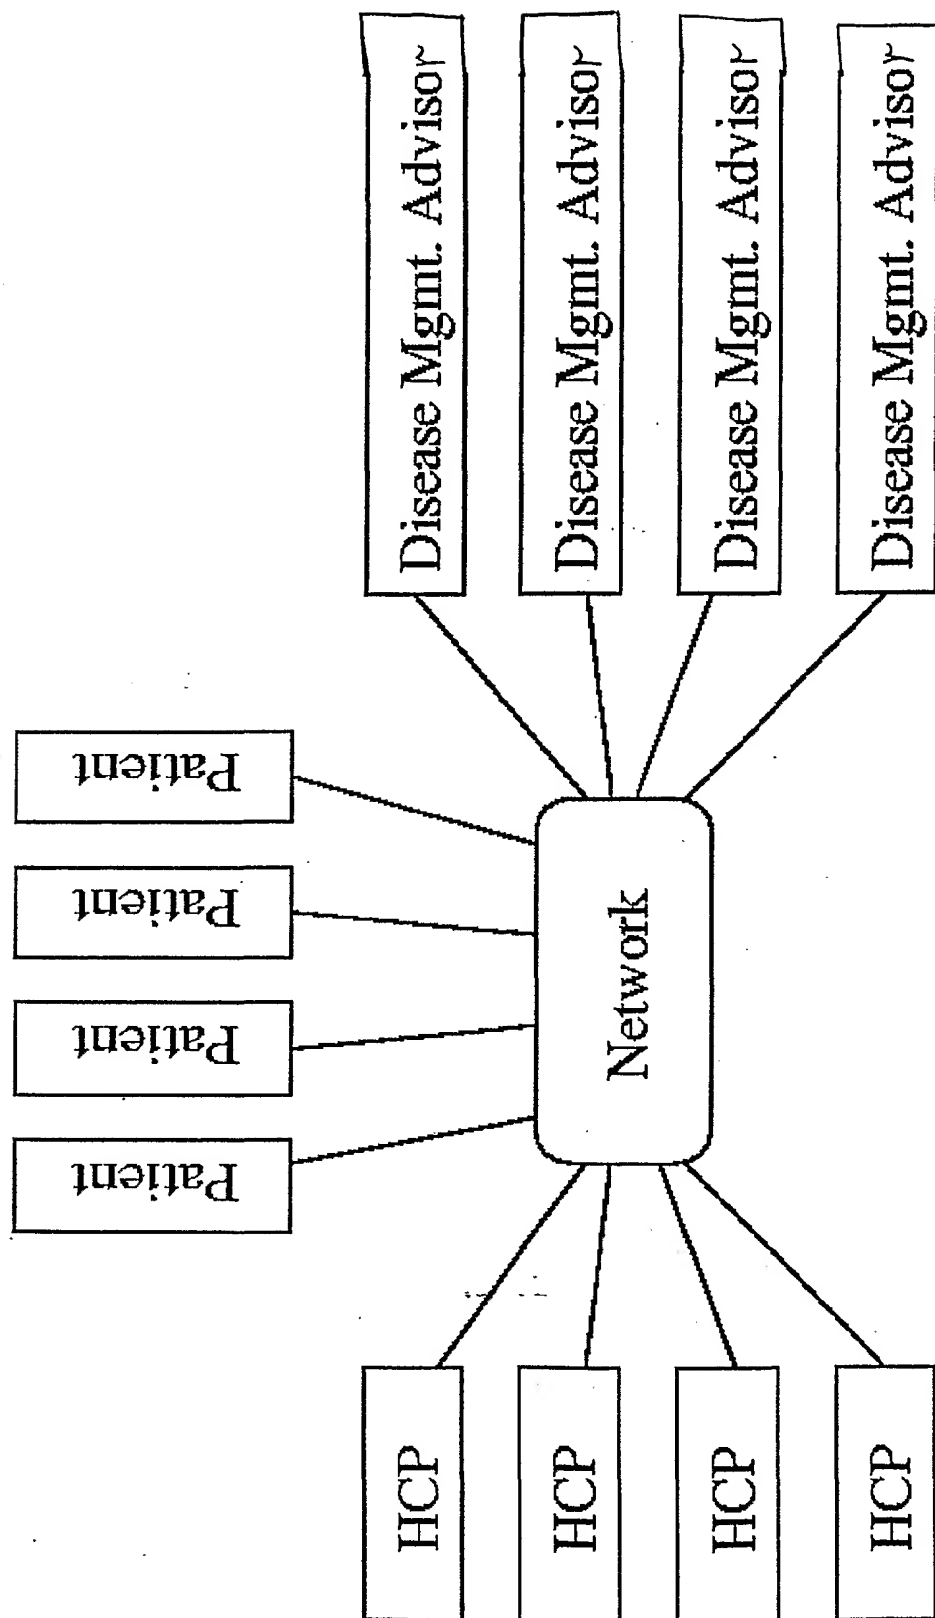 Patient
Patient
Patient
Patient
Disease Mgmt. Advisor
Disease Mgmt. Advisor
Disease Mgmt. Advisor
Disease Mgmt. Advisor
Network
HCP
HCP
HCP
HCP